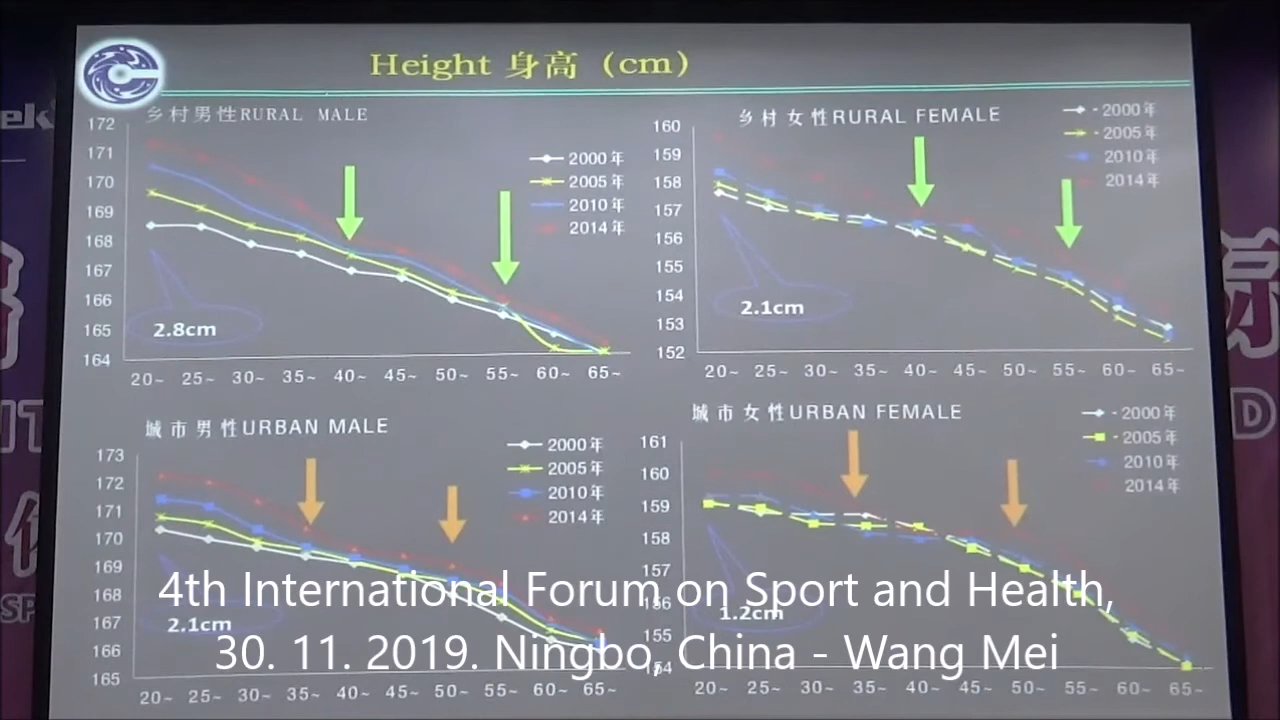 Height 身高 (cm)
乡村男性RURAL MALE
172
171
170
169
168
167
166
165
164
2000年
2005年
2010年
2014年
2.8cm
20~ 25~ 30~ 35~ 40~ 45~ 50~ 55~ 60~ 65~
乡村女性RURAL FEMALE
160
159
158
157
156
155
154
153
152
2000年
2005年
2010年
2014年
2.1cm
20~ 25~ 30~ 35~ 40~ 45~ 50~ 55~ 60~ 65~
城市男性URBAN MALE
173
172
171
170
169
168
167
166
165
2000年
2005年
2010年
2014年
2.1cm
20~ 25~ 30~ 35~ 40~ 45~ 50~ 55~ 60~ 65~
城市女性URBAN FEMALE
161
160
159
158
157
156
155
154
2000年
2005年
2010年
2014年
1.2cm
20~ 25~ 30~ 35~ 40~ 45~ 50~ 55~ 60~ 65~
4th International Forum on Sport and Health,
30. 11. 2019. Ningbo, China - Wang Mei